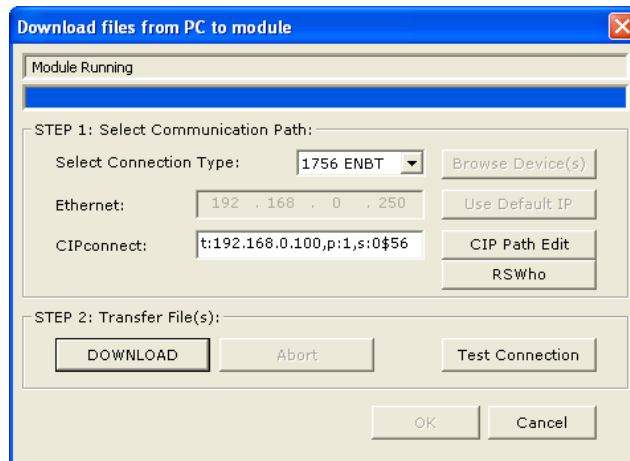 Download files from PC to module
Module Running
STEP 1: Select Communication Path:
Select Connection Type: 1756 ENBT Browse Device(s)
Ethernet: 192 . 168 . 0 . 250 Use Default IP
CIPconnect: t:192.168.0.100,p:1,s:0$56 CIP Path Edit
RSWho
STEP 2: Transfer File(s):
DOWNLOAD Abort Test Connection
OK Cancel